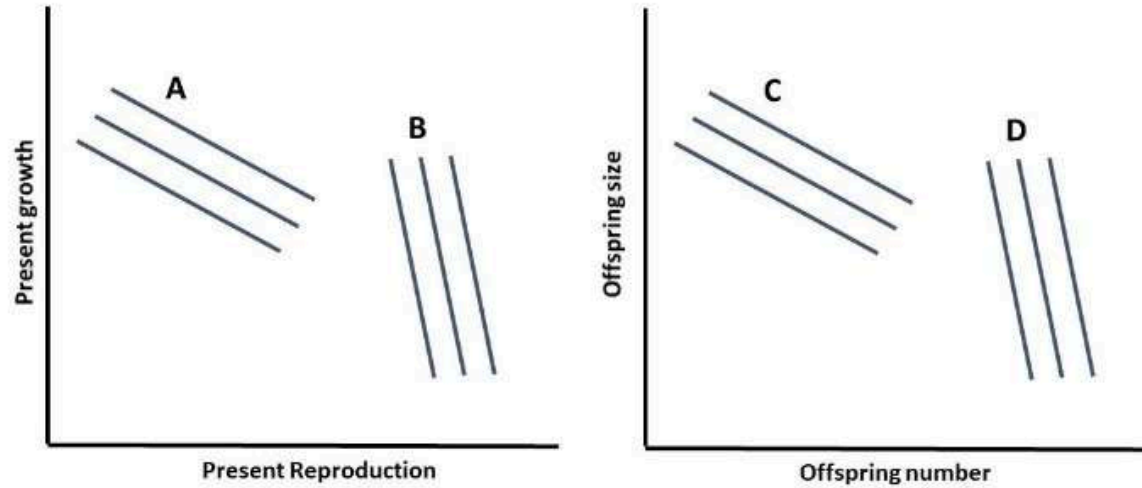 A
B
Present growth
Present Reproduction
C
D
Offspring size
Offspring number